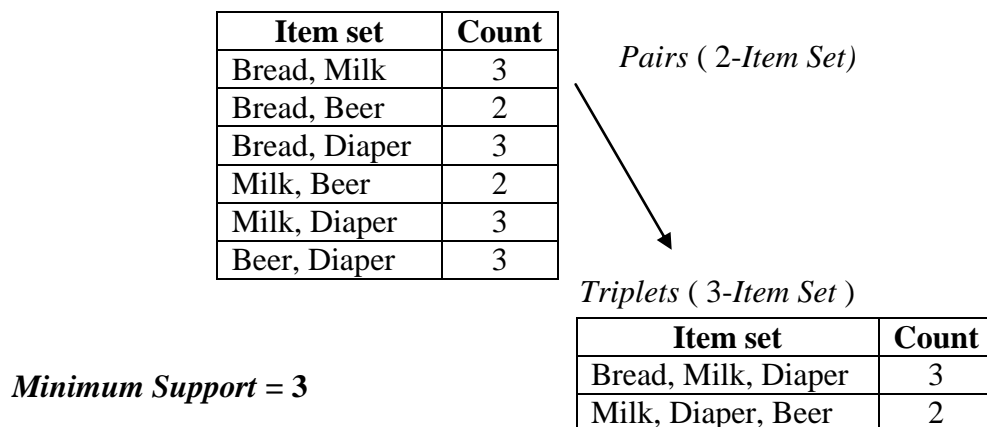 Item set Count
Bread, Milk 3
Bread, Beer 2
Bread, Diaper 3
Milk, Beer 2
Milk, Diaper 3
Beer, Diaper 3
Pairs ( 2-Item Set)
Triplets ( 3-Item Set )
Item set Count
Bread, Milk, Diaper 3
Milk, Diaper, Beer 2
Minimum Support = 3